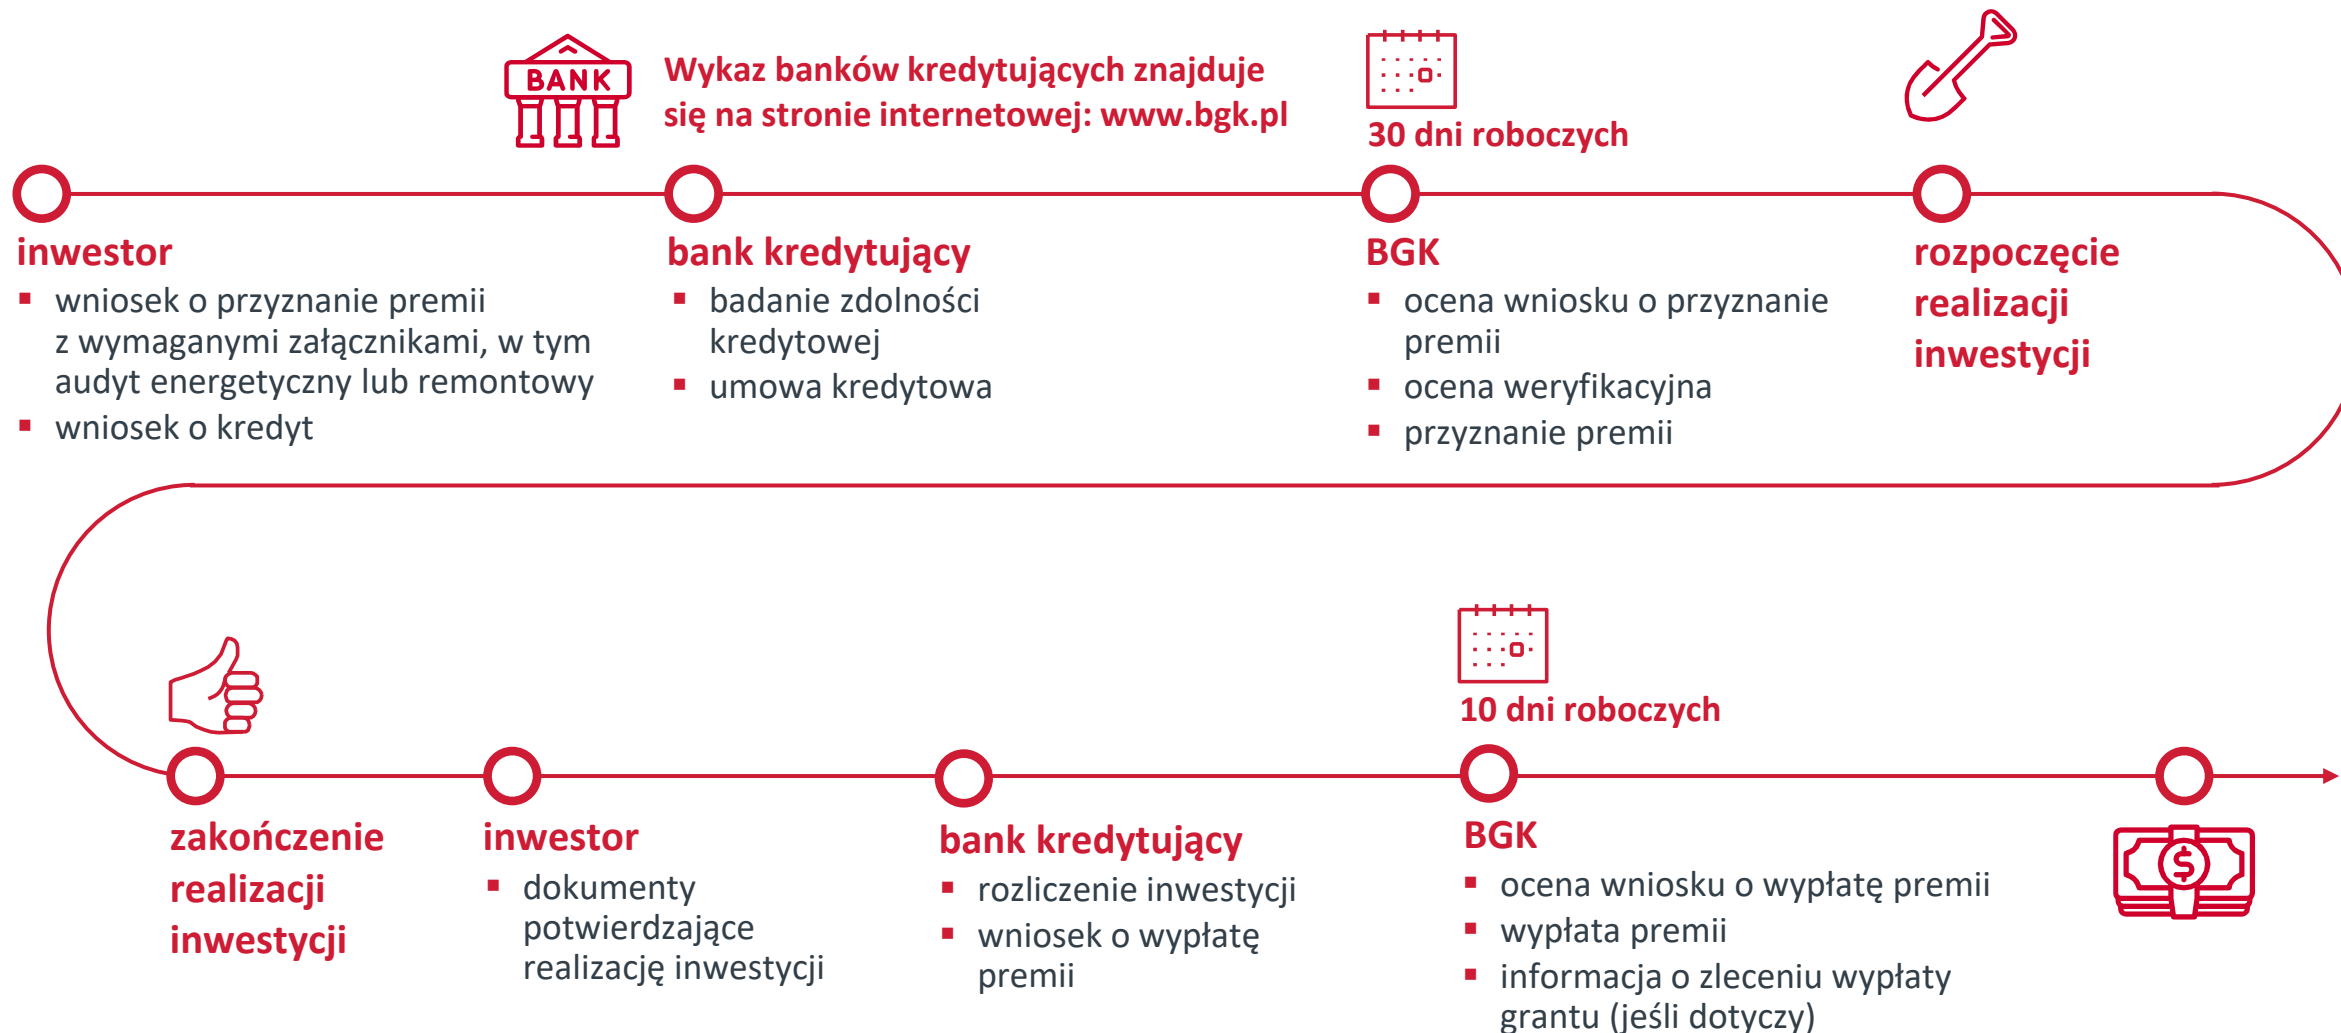 BANK
Wykaz banków kredytujących znajduje
się na stronie internetowej: www.bgk.pl
30 dni roboczych
inwestor
▪ wniosek o przyznanie premii
z wymaganymi załącznikami, w tym
audyt energetyczny lub remontowy
▪ wniosek o kredyt
bank kredytujący
▪ badanie zdolności
kredytowej
▪ umowa kredytowa
BGK
▪ ocena wniosku o przyznanie
premii
▪ ocena weryfikacyjna
▪ przyznanie premii
rozpoczęcie
realizacji
inwestycji
10 dni roboczych
zakończenie
realizacji
inwestycji
inwestor
▪ dokumenty
potwierdzające
realizację inwestycji
bank kredytujący
▪ rozliczenie inwestycji
▪ wniosek o wypłatę
premii
BGK
▪ ocena wniosku o wypłatę premii
▪ wypłata premii
▪ informacja o zleceniu wypłaty
grantu (jeśli dotyczy)
$